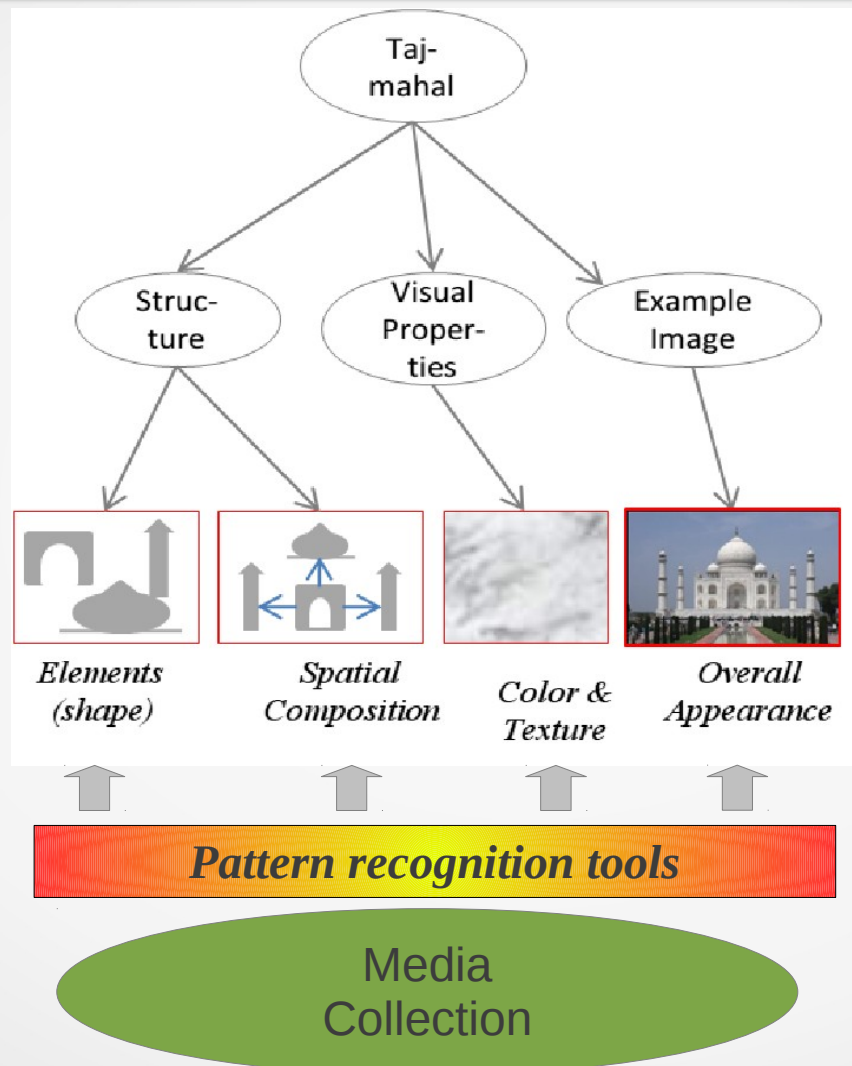 Taj-
mahal
Struc-
ture
Visual
Proper-
ties
Example
Image
Elements
(shape)
Spatial
Composition
Color &
Texture
Overall
Appearance
Pattern recognition tools
Media
Collection